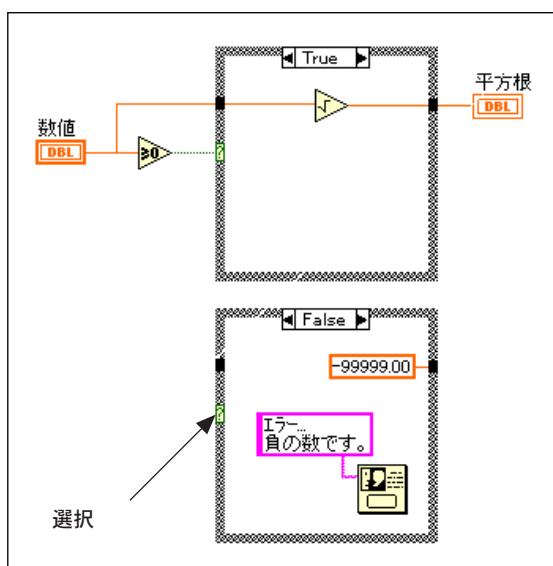 True
平方根
DBL
数値
DBL
≥0
√
?
False
-99999.00
?
エラー...
負の数です。
選択